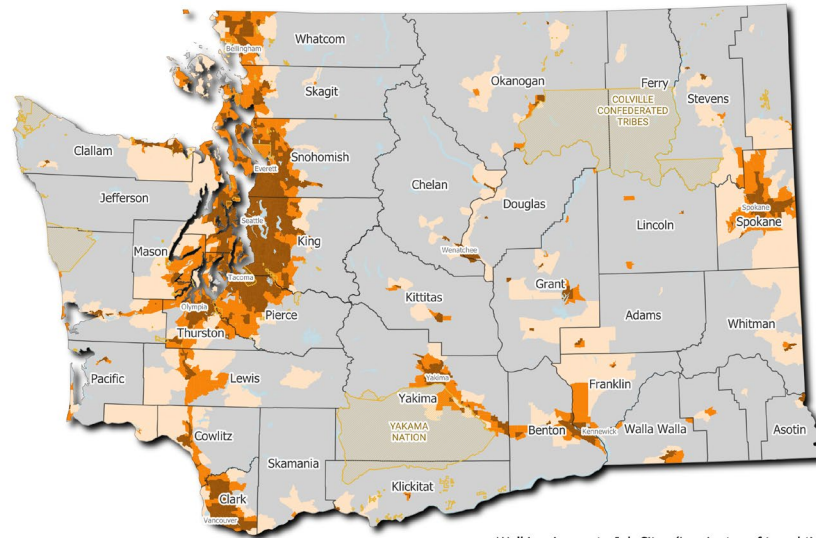 Whatcom
Bellingham
Skagit
Okanogan
Ferry
Stevens
COLVILLE
CONFEDERATED
TRIBES
Clallam
Snohomish
Everett
Chelan
Jefferson
Douglas
Seattle
Lincoln
Spokane
Spokane
King
Mason
Wenatchee
Tacoma
Grant
Kittitas
Olympia
Pierce
Adams
Whitman
Thurston
Pacific
Lewis
Yakima
Yakima
Franklin
Benton
Kennewick
Walla Walla
Asotin
YAKAMA
NATION
Cowlitz
Skamania
Klickitat
Clark
Vancouver